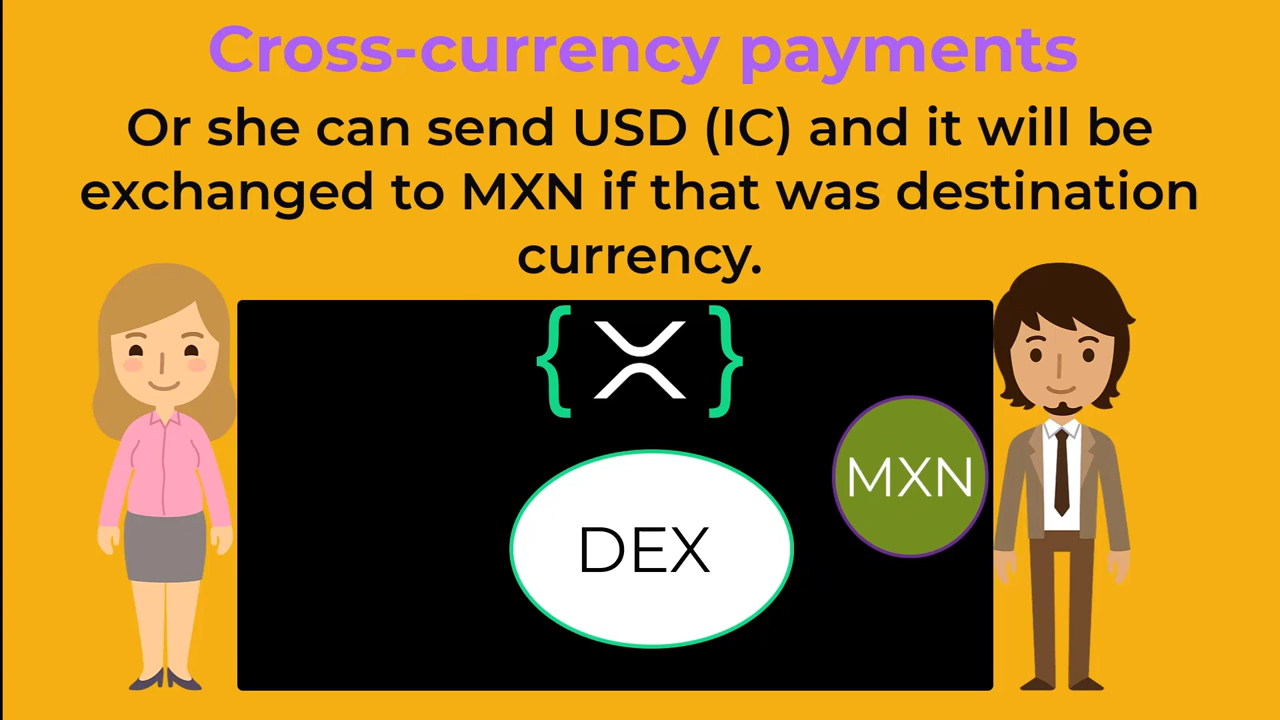 Cross-currency payments
Or she can send USD (IC) and it will be
exchanged to MXN if that was destination
currency.
{X}
MXN
DEX